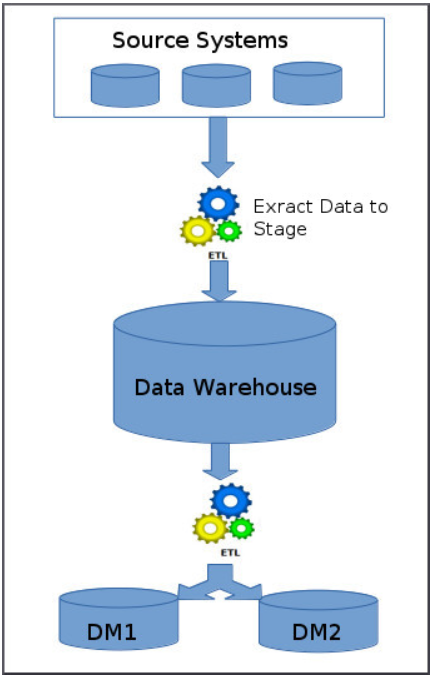 Source Systems
Exract Data to
Stage
ETL
Data Warehouse
ETL
DM1
DM2